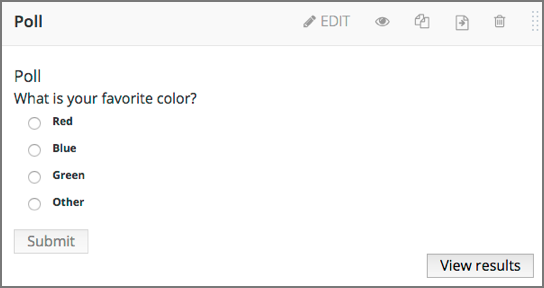 Poll
EDIT
Poll
What is your favorite color?
Red
Blue
Green
Other
Submit
View results